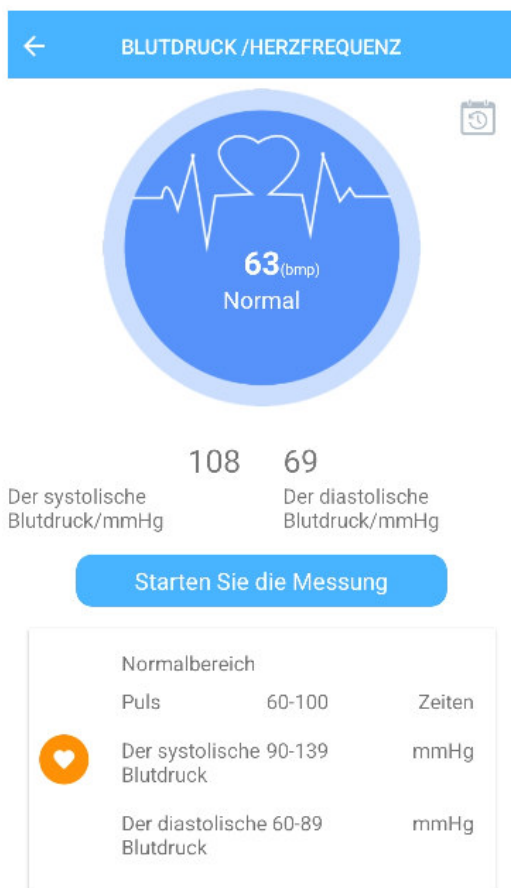 BLUTDRUCK /HERZFREQUENZ
63(bmp)
Normal
108 69
Der systolische Der diastolische
Blutdruck/mmHg Blutdruck/mmHg
Starten Sie die Messung
Normalbereich
Puls 60-100 Zeiten
Der systolische 90-139 mmHg
Blutdruck
Der diastolische 60-89 mmHg
Blutdruck